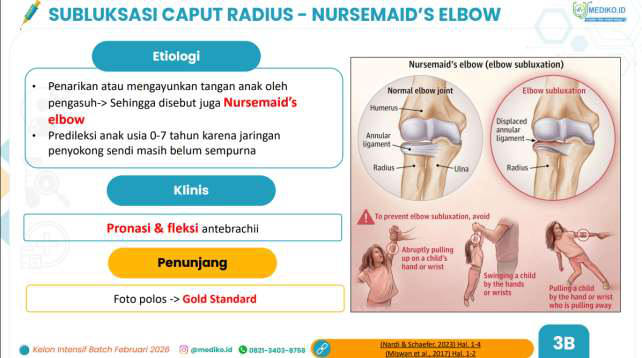 SUBLUKSASI CAPUT RADIUS – NURSEMAID'S ELBOW
MEDIKO.ID
Etiologi
• Penarikan atau mengayunkan tangan anak oleh
pengasuh-> Sehingga disebut juga Nursemaid's
elbow
• Predileksi anak usia 0-7 tahun karena jaringan
penyokong sendi masih belum sempurna
Klinis
Pronasi & fleksi antebrachii
Penunjang
Foto polos -> Gold Standard
Nursemaid's elbow (elbow subluxation)
Normal elbow joint
Humerus
Annular
ligament
Radius
Ulna
Elbow subluxation
Displaced
annular
ligament
Radius
To prevent elbow subluxation, avoid
Abruptly pulling
up on a child's
hand or wrist
Swinging a child
by the hands
or wrists
Pulling a child
by the hand or wrist
who is pulling away
Kelon Intensif Batch Februari 2026
@mediko.id
0821-3403-8758
(Nardi & Schaefer, 2023) Hal. 1-4
(Miswan et al., 2017) Hal. 1-2
3B